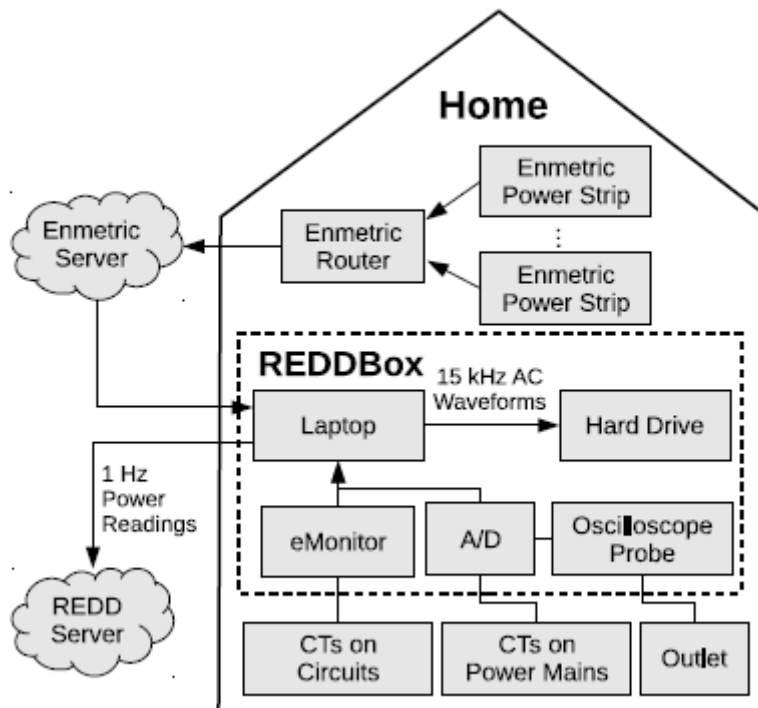 Home
Enmetric
Power Strip
...
Enmetric
Server
Enmetric
Router
Enmetric
Power Strip
REDDBox
15 kHz AC
Waveforms
Laptop
Hard Drive
1 Hz
Power
Readings
eMonitor
A/D
Oscilloscope
Probe
REDD
Server
CTs on
Circuits
CTs on
Power Mains
Outlet